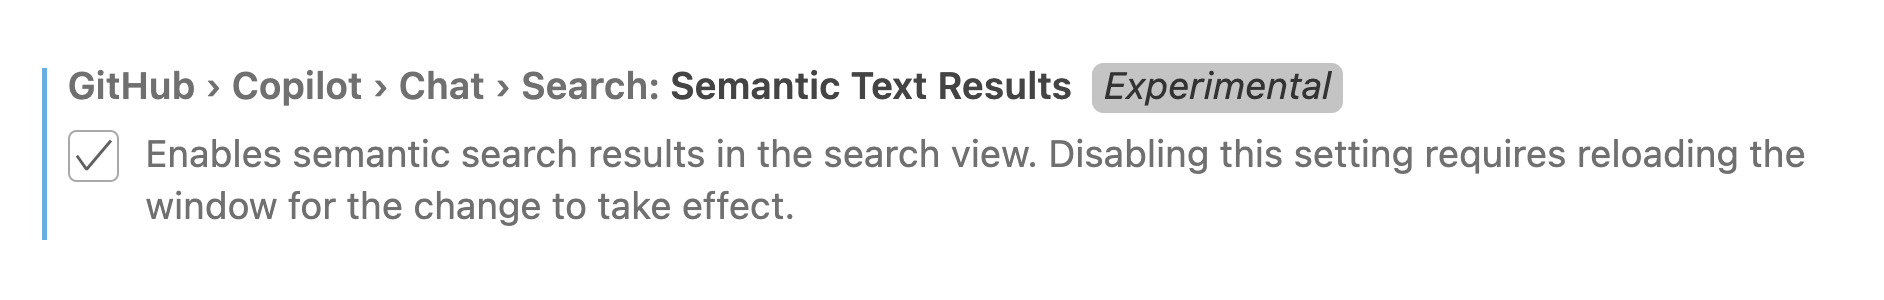 GitHub › Copilot › Chat › Search: Semantic Text Results Experimental
Enables semantic search results in the search view. Disabling this setting requires reloading the
window for the change to take effect.